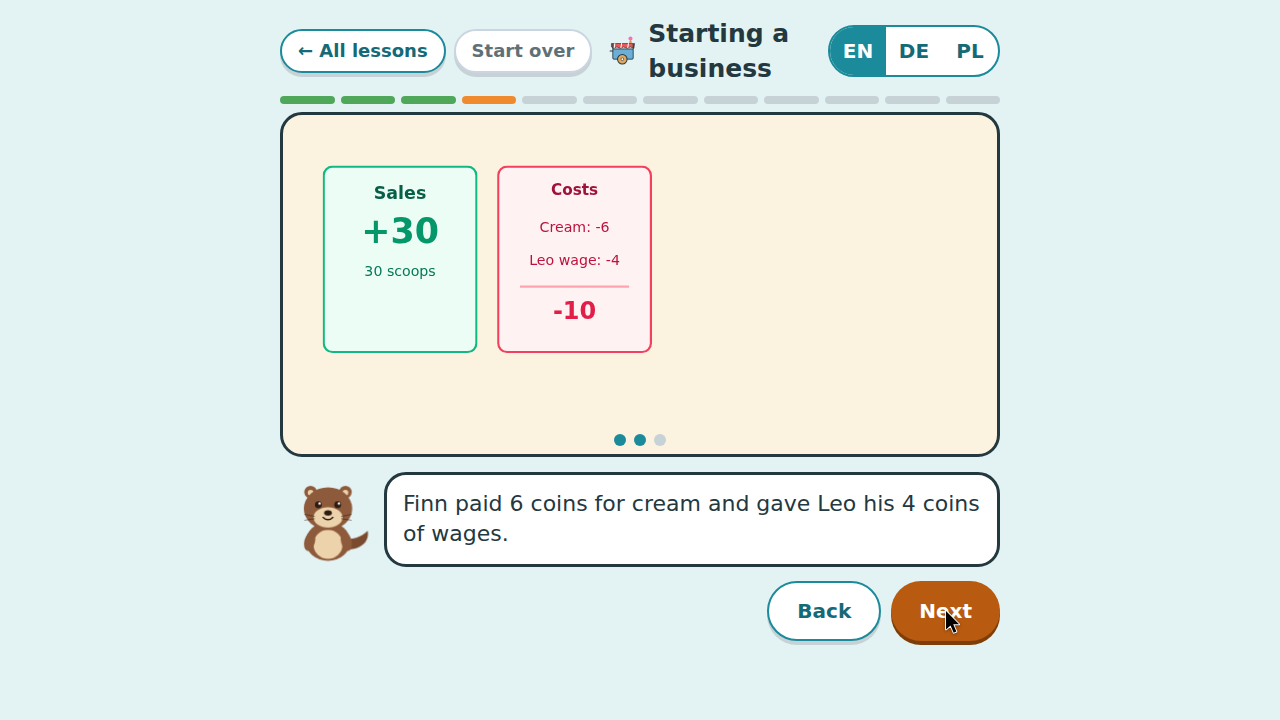 ← All lessons
Start over
Starting a
business
EN
DE
PL
Sales
+30
30 scoops
Costs
Cream: -6
Leo wage: -4
-10
Finn paid 6 coins for cream and gave Leo his 4 coins
of wages.
Back
Next